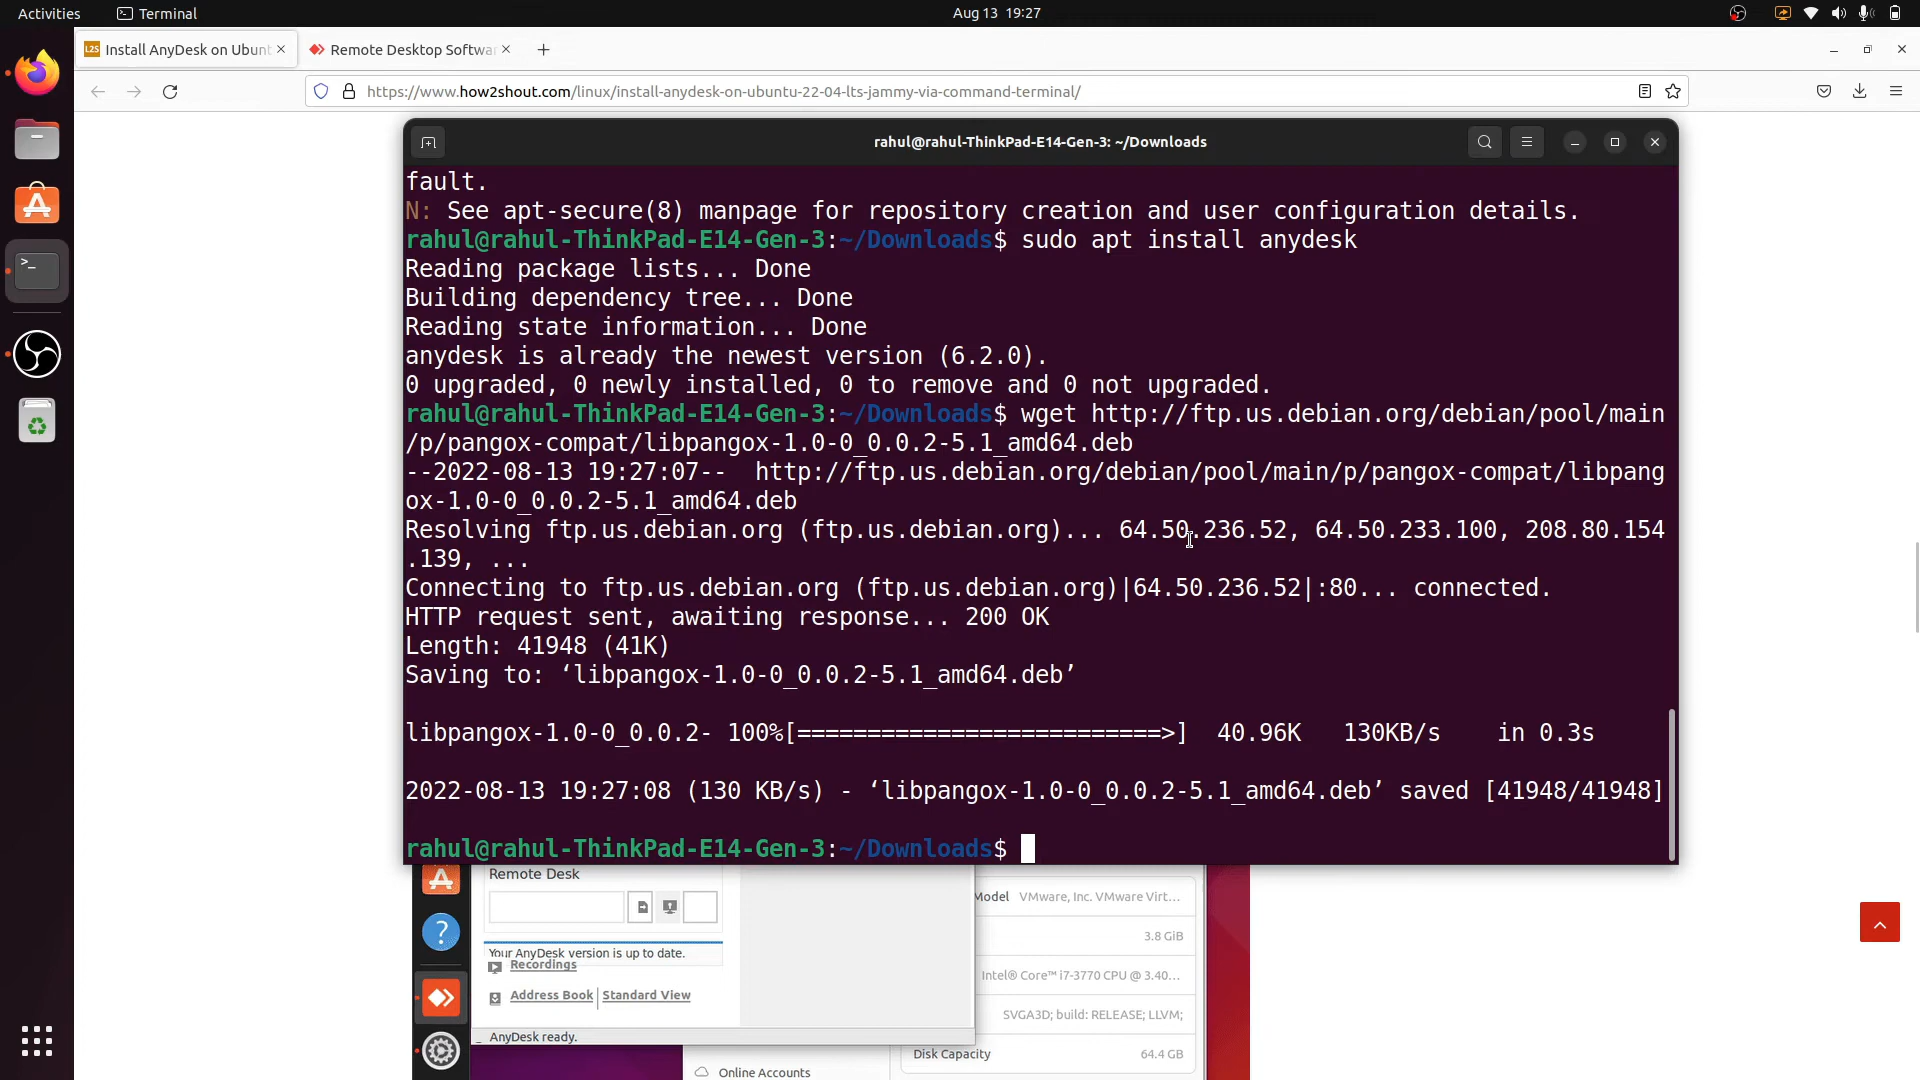 Activities
Terminal
Aug 13 19:27
L2S Install AnyDesk on Ubunt
Remote Desktop Softwar
https://www.how2shout.com/linux/install-anydesk-on-ubuntu-22-04-lts-jammy-via-command-terminal/
rahul@rahul-ThinkPad-E14-Gen-3: ~/Downloads
fault.
N: See apt-secure(8) manpage for repository creation and user configuration details.
rahul@rahul-ThinkPad-E14-Gen-3:~/Downloads$ sudo apt install anydesk
Reading package lists... Done
Building dependency tree... Done
Reading state information... Done
anydesk is already the newest version (6.2.0).
0 upgraded, 0 newly installed, 0 to remove and 0 not upgraded.
rahul@rahul-ThinkPad-E14-Gen-3:~/Downloads$ wget http://ftp.us.debian.org/debian/pool/main
/p/pangox-compat/libpangox-1.0-0_0.0.2-5.1_amd64.deb
--2022-08-13 19:27:07--  http://ftp.us.debian.org/debian/pool/main/p/pangox-compat/libpang
ox-1.0-0_0.0.2-5.1_amd64.deb
Resolving ftp.us.debian.org (ftp.us.debian.org)... 64.50.236.52, 64.50.233.100, 208.80.154
.139, ...
Connecting to ftp.us.debian.org (ftp.us.debian.org)|64.50.236.52|:80... connected.
HTTP request sent, awaiting response... 200 OK
Length: 41948 (41K)
Saving to: ‘libpangox-1.0-0_0.0.2-5.1_amd64.deb’
libpangox-1.0-0_0.0.2- 100%[==========================>]  40.96K   130KB/s    in 0.3s
2022-08-13 19:27:08 (130 KB/s) - ‘libpangox-1.0-0_0.0.2-5.1_amd64.deb’ saved [41948/41948]
rahul@rahul-ThinkPad-E14-Gen-3:~/Downloads$
Remote Desk
Your AnyDesk version is up to date.
Recordings
Address Book
Standard View
AnyDesk ready.
Model VMware, Inc. VMware Virt...
3.8 GiB
Intel® Core™ i7-3770 CPU @ 3.40...
SVGA3D; build: RELEASE; LLVM;
Disk Capacity 64.4 GB
Online Accounts